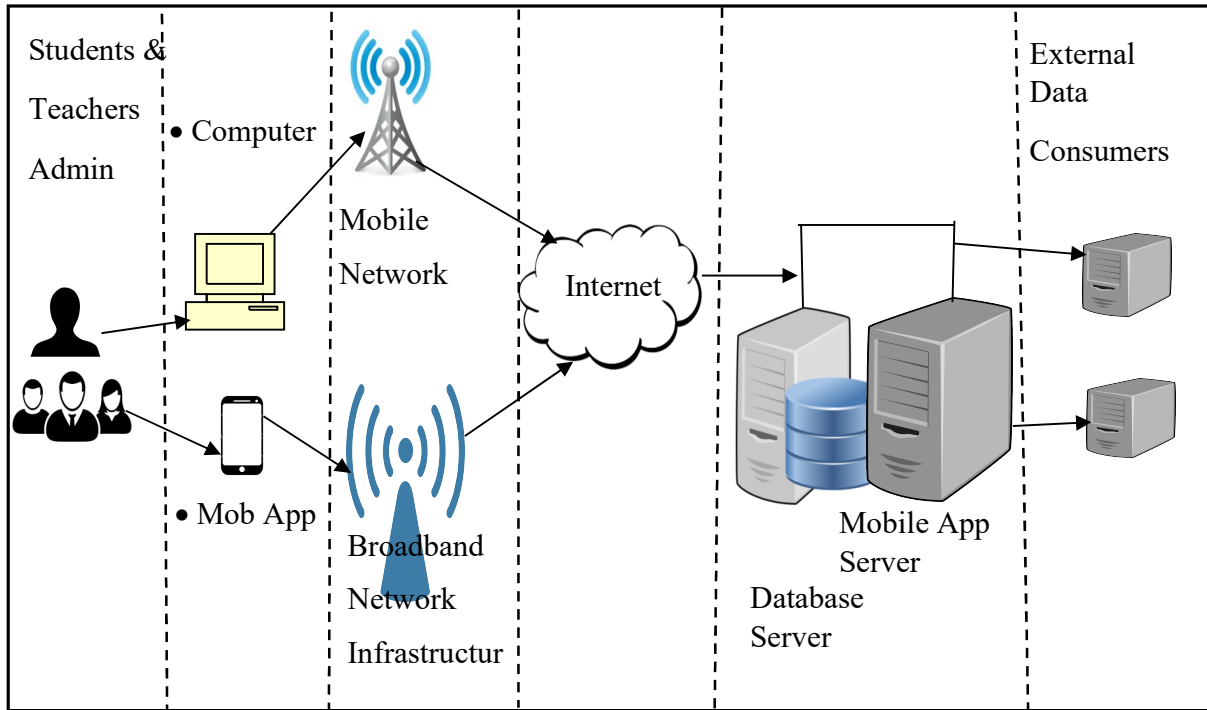 Students &
Teachers
Admin
• Computer
• Mob App
Mobile
Network
Broadband
Network
Infrastructur
Internet
Mobile App
Server
Database
Server
External
Data
Consumers